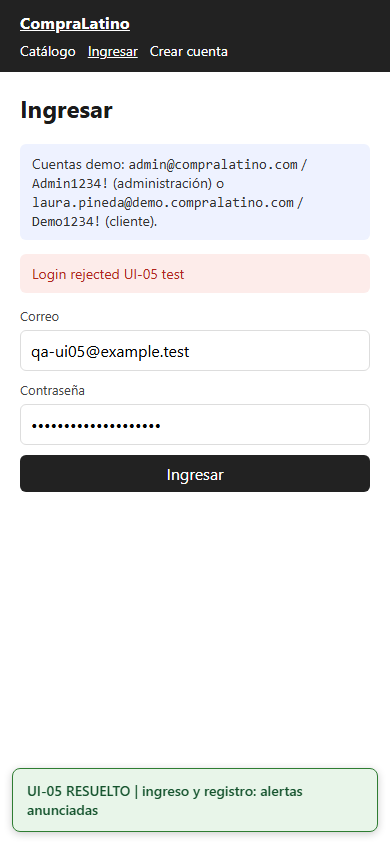 CompraLatino
Catálogo Ingresar Crear cuenta
Ingresar
Cuentas demo: admin@compralatino.com /
Admin1234! (administración) o
laura.pineda@demo.compralatino.com /
Demo1234! (cliente).
Login rejected UI-05 test
Correo
qa-ui05@example.test
Contraseña
••••••••••••••••••••
Ingresar
UI-05 RESUELTO | ingreso y registro: alertas
anunciadas